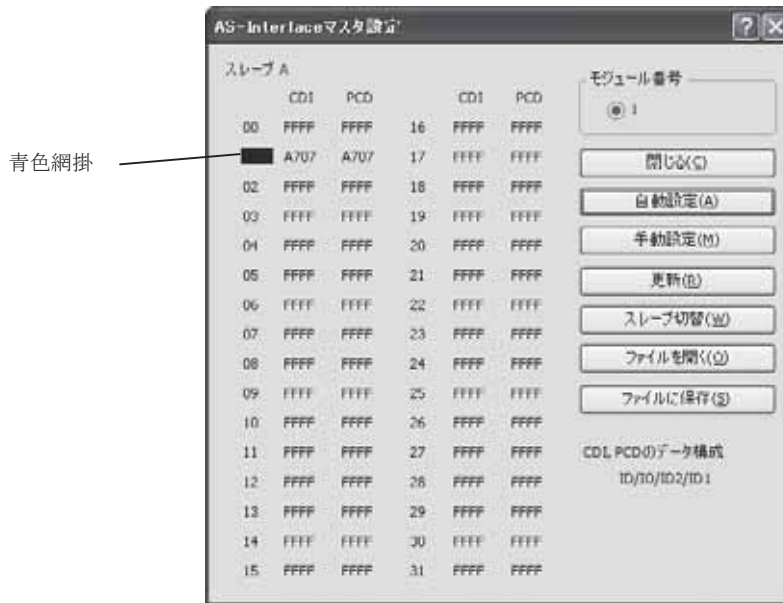 AS-Interfaceマスタ設定
スレーブ A
CDI PCD CDI PCD
00 FFFF FFFF 16 FFFF FFFF
A707 A707 17 FFFF FFFF
02 FFFF FFFF 18 FFFF FFFF
03 FFFF FFFF 19 FFFF FFFF
04 FFFF FFFF 20 FFFF FFFF
05 FFFF FFFF 21 FFFF FFFF
06 FFFF FFFF 22 FFFF FFFF
07 FFFF FFFF 23 FFFF FFFF
08 FFFF FFFF 24 FFFF FFFF
09 FFFF FFFF 25 FFFF FFFF
10 FFFF FFFF 26 FFFF FFFF
11 FFFF FFFF 27 FFFF FFFF
12 FFFF FFFF 28 FFFF FFFF
13 FFFF FFFF 29 FFFF FFFF
14 FFFF FFFF 30 FFFF FFFF
15 FFFF FFFF 31 FFFF FFFF
青色網掛
モジュール番号
1
閉じる(C)
自動設定(A)
手動設定(M)
更新(R)
スレーブ切替(W)
ファイルを開く(O)
ファイルに保存(S)
CDI, PCDのデータ構成
ID/IO/ID2/ID1